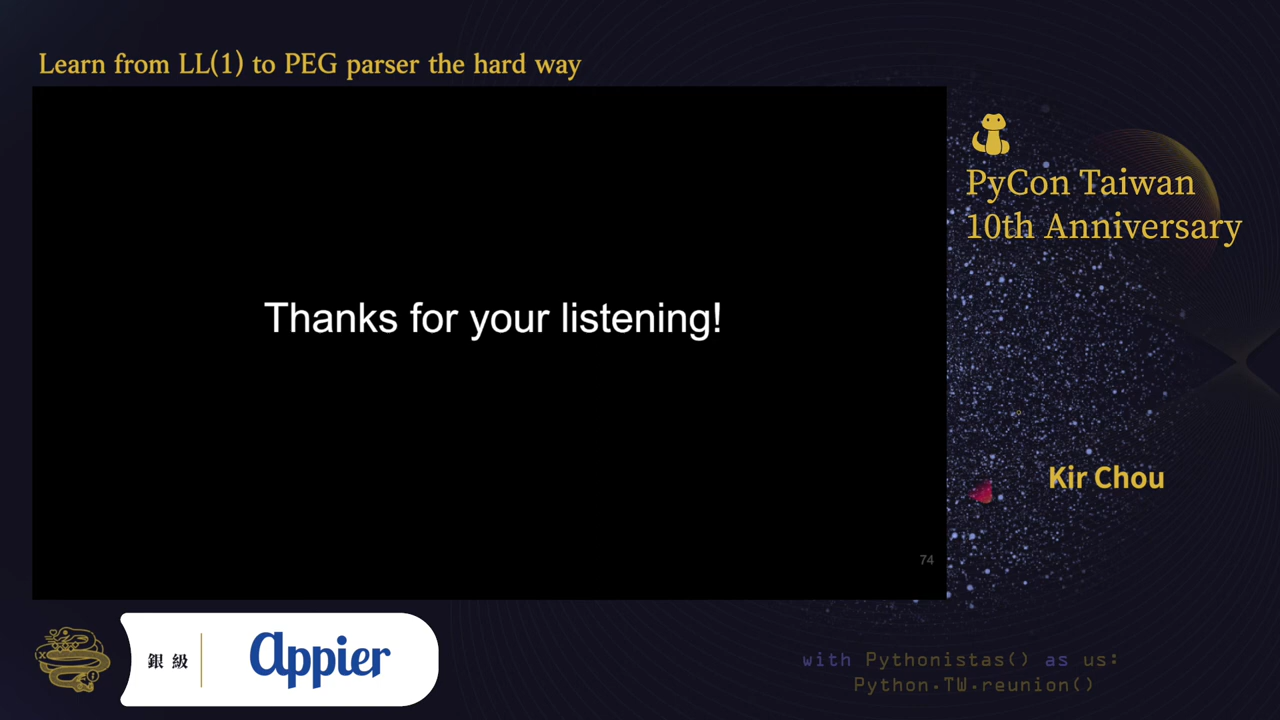 Learn from LL(1) to PEG parser the hard way
PyCon Taiwan
10th Anniversary
Thanks for your listening!
Kir Chou
74
銀級
Appier
with Pythonistas() as us:
Python.TW.reunion()